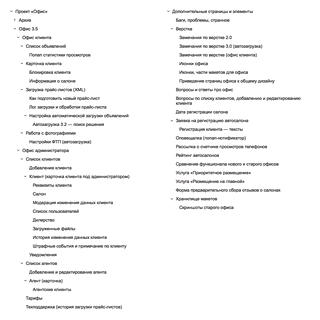 Проект «Офис»
Архив
Офис 3.5
Офис клиента
Список объявлений
Попап статистики просмотров
Карточка клиента
Блокировка клиента
Информация о салоне
Загрузка прайс-листов (XML)
Как подготовить новый прайс-лист
Лог загрузки и обработки прайс-листа
Настройка автоматической загрузки объявлений
Автозагрузка 3.2 — поиск решения
Работа с фотографиями
Настройки ФТП (автозагрузка)
Офис администратора
Список клиентов
Добавление клиента
Клиент (карточка клиента под администратором)
Реквизиты клиента
Салон
Модерация изменения данных клиента
Список пользователей
Дилерство
Загруженные файлы
История изменения данных клиента
Штрафные события и примечание по клиенту
Уведомления
Список агентов
Добавление и редактирование агента
Агент (карточка)
Агентские клиенты
Тарифы
Техподдержка (история загрузки прайс-листов)
Дополнительные страницы и элементы
Баги, проблемы, странное
Верстка
Замечания по верстке 2.0
Замечания по верстке 3.0 (автозагрузка)
Замечания по верстке (офис клиента)
Иконки офиса
Иконки, части макетов для офиса
Приведение страниц офиса к общему дизайну
Вопросы и ответы про офис
Вопросы по списку клиентов, добавлению и редактированию
клиента
Дата регистрации салона
Заявка на регистрацию автосалона
Регистрация клиента — тексты
Оповещалка (попап-нотификатор)
Рассылка о счетчике просмотров телефонов
Рейтинг автосалонов
Сравнение функционала нового и старого офисов
Услуга «Приоритетное размещение»
Услуга «Размещение на главной»
Форма предварительного сбора отзывов о салонах
Хранилище макетов
Скриншоты старого офиса